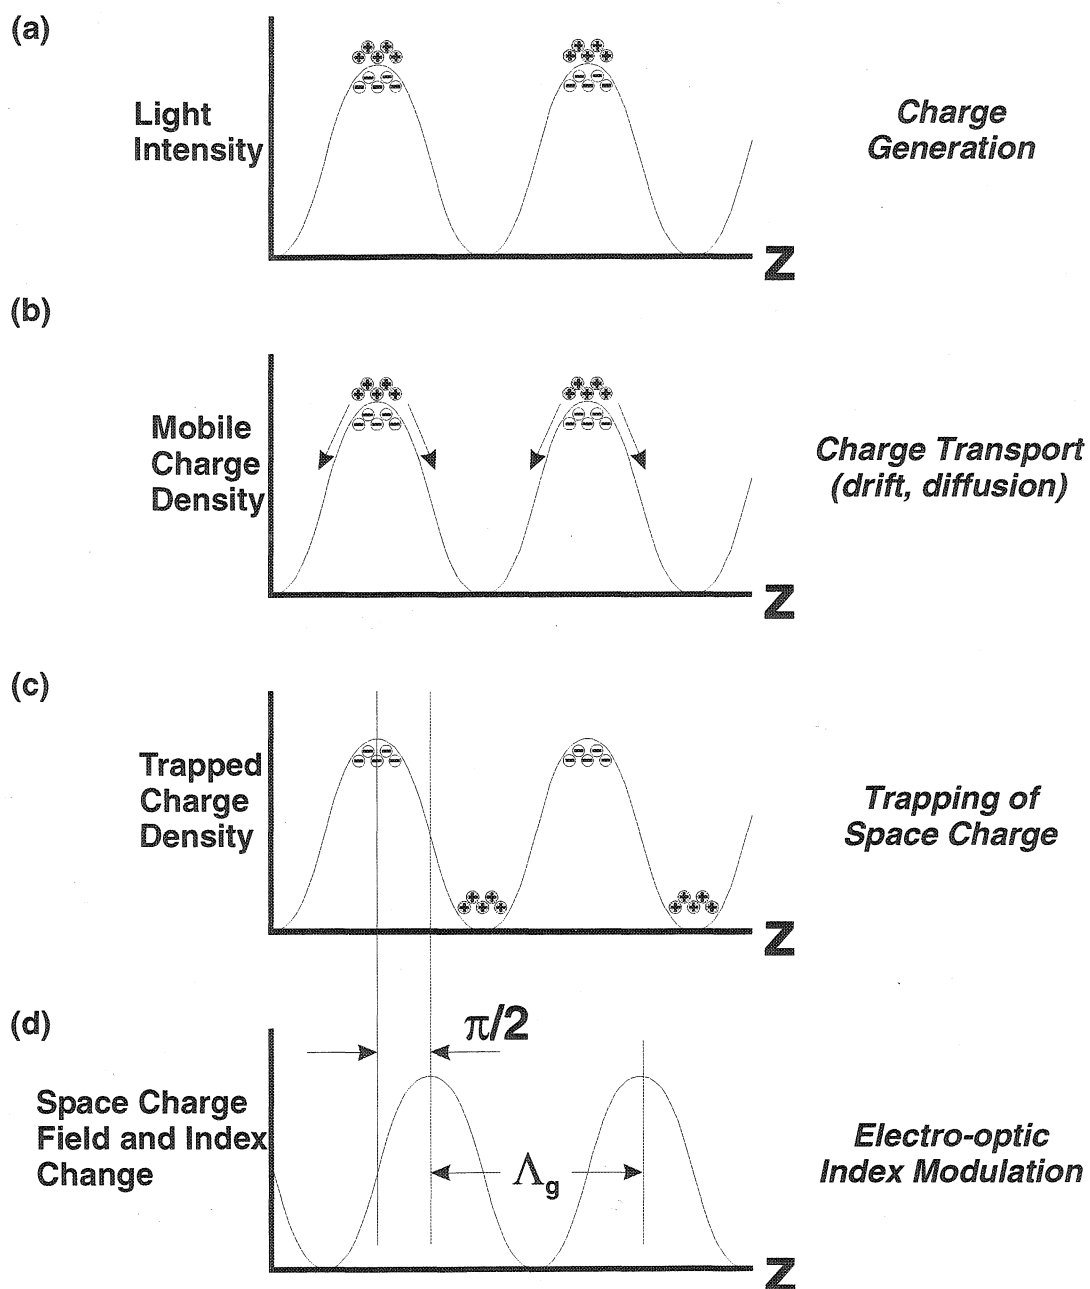 (a)
Light
Intensity
Charge
Generation
Z
(b)
Mobile
Charge
Density
Charge Transport
(drift, diffusion)
Z
(c)
Trapped
Charge
Density
Trapping of
Space Charge
Z
(d)
π/2
Space Charge
Field and Index
Change
Λg
Electro-optic
Index Modulation
Z